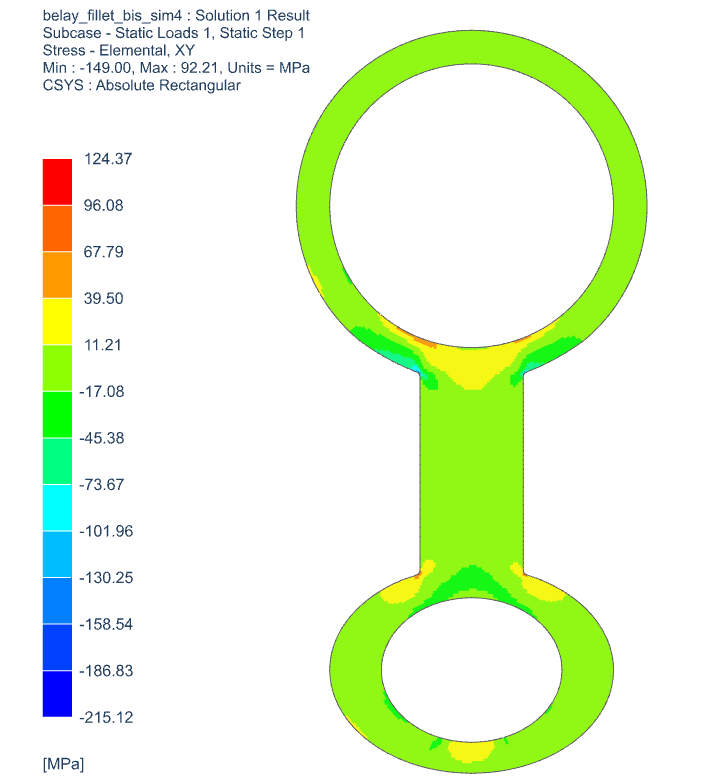 belay_fillet_bis_sim4 : Solution 1 Result
Subcase - Static Loads 1, Static Step 1
Stress - Elemental, XY
Min : -149.00, Max : 92.21, Units = MPa
CSYS : Absolute Rectangular
124.37
96.08
67.79
39.50
11.21
-17.08
-45.38
-73.67
-101.96
-130.25
-158.54
-186.83
-215.12
[MPa]